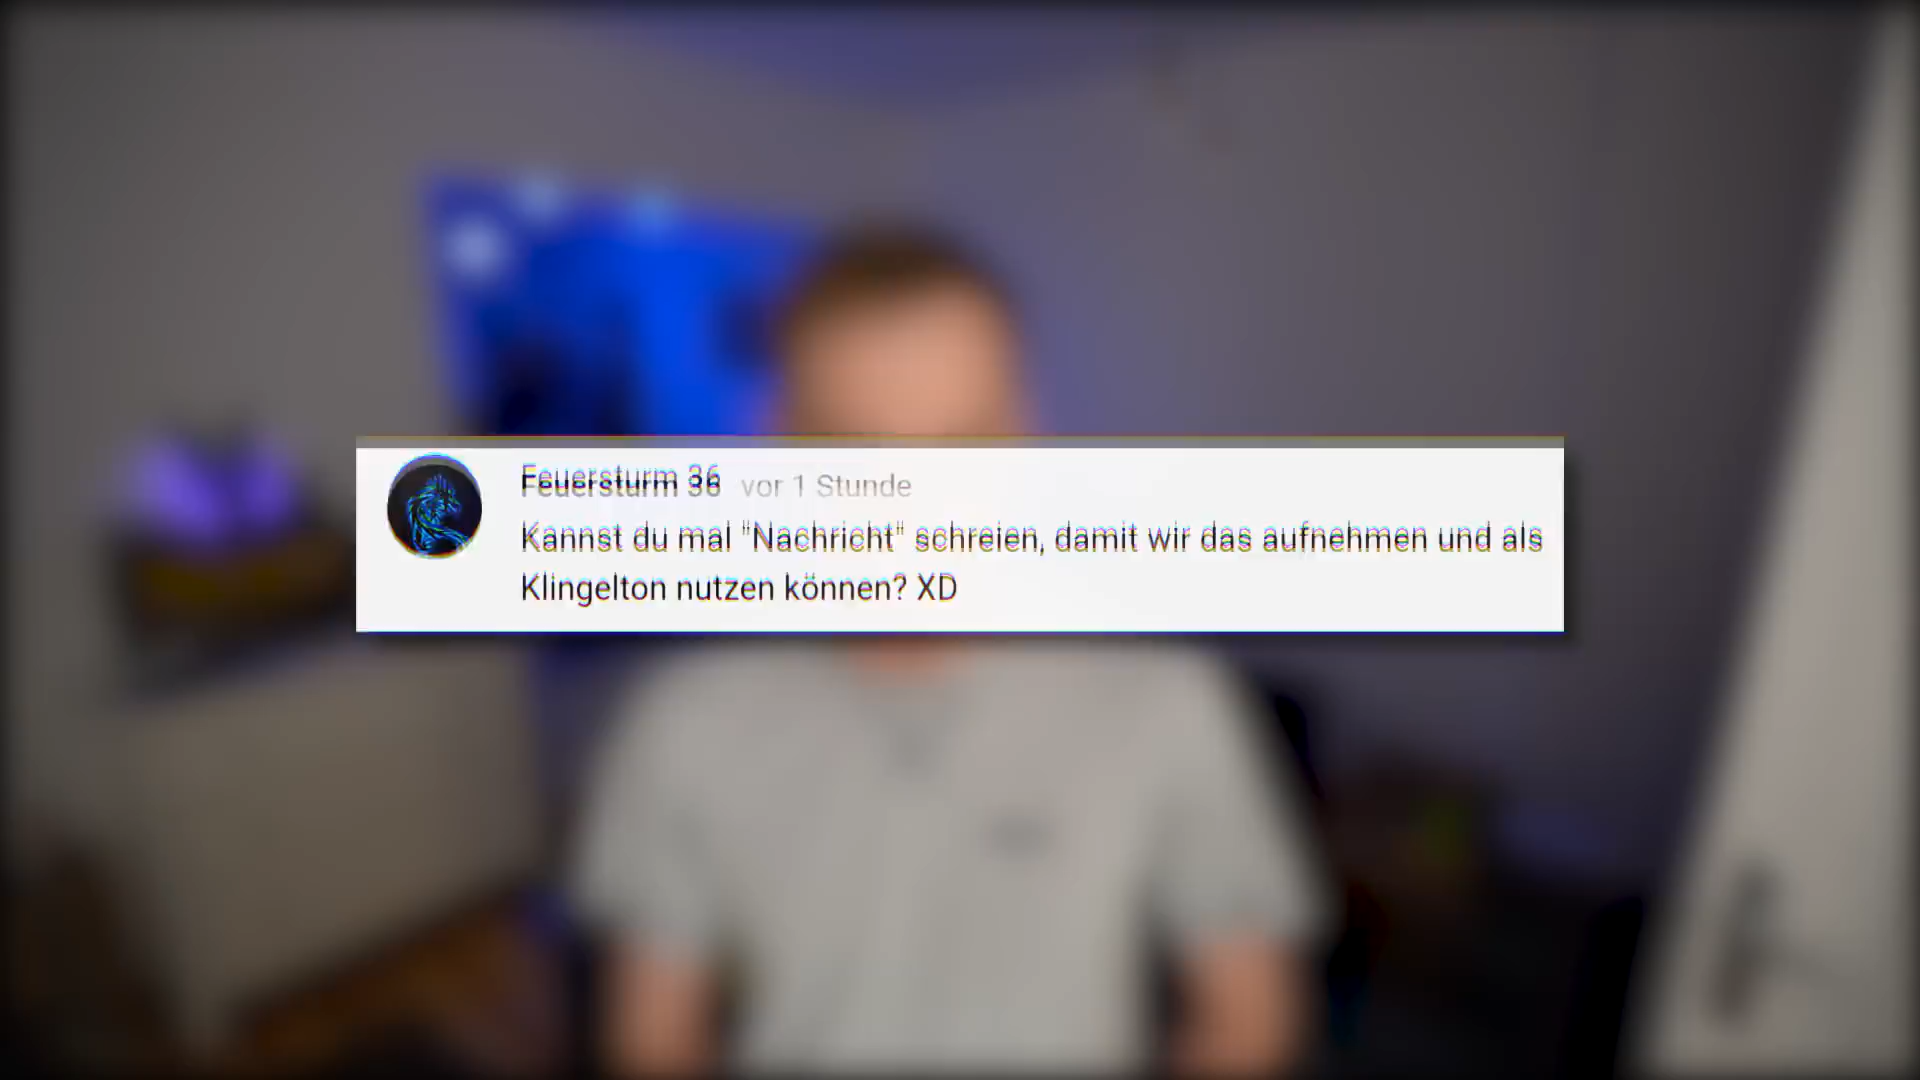 Feuersturm 36 vor 1 Stunde
Kannst du mal "Nachricht" schreien, damit wir das aufnehmen und als
Klingelton nutzen können? XD